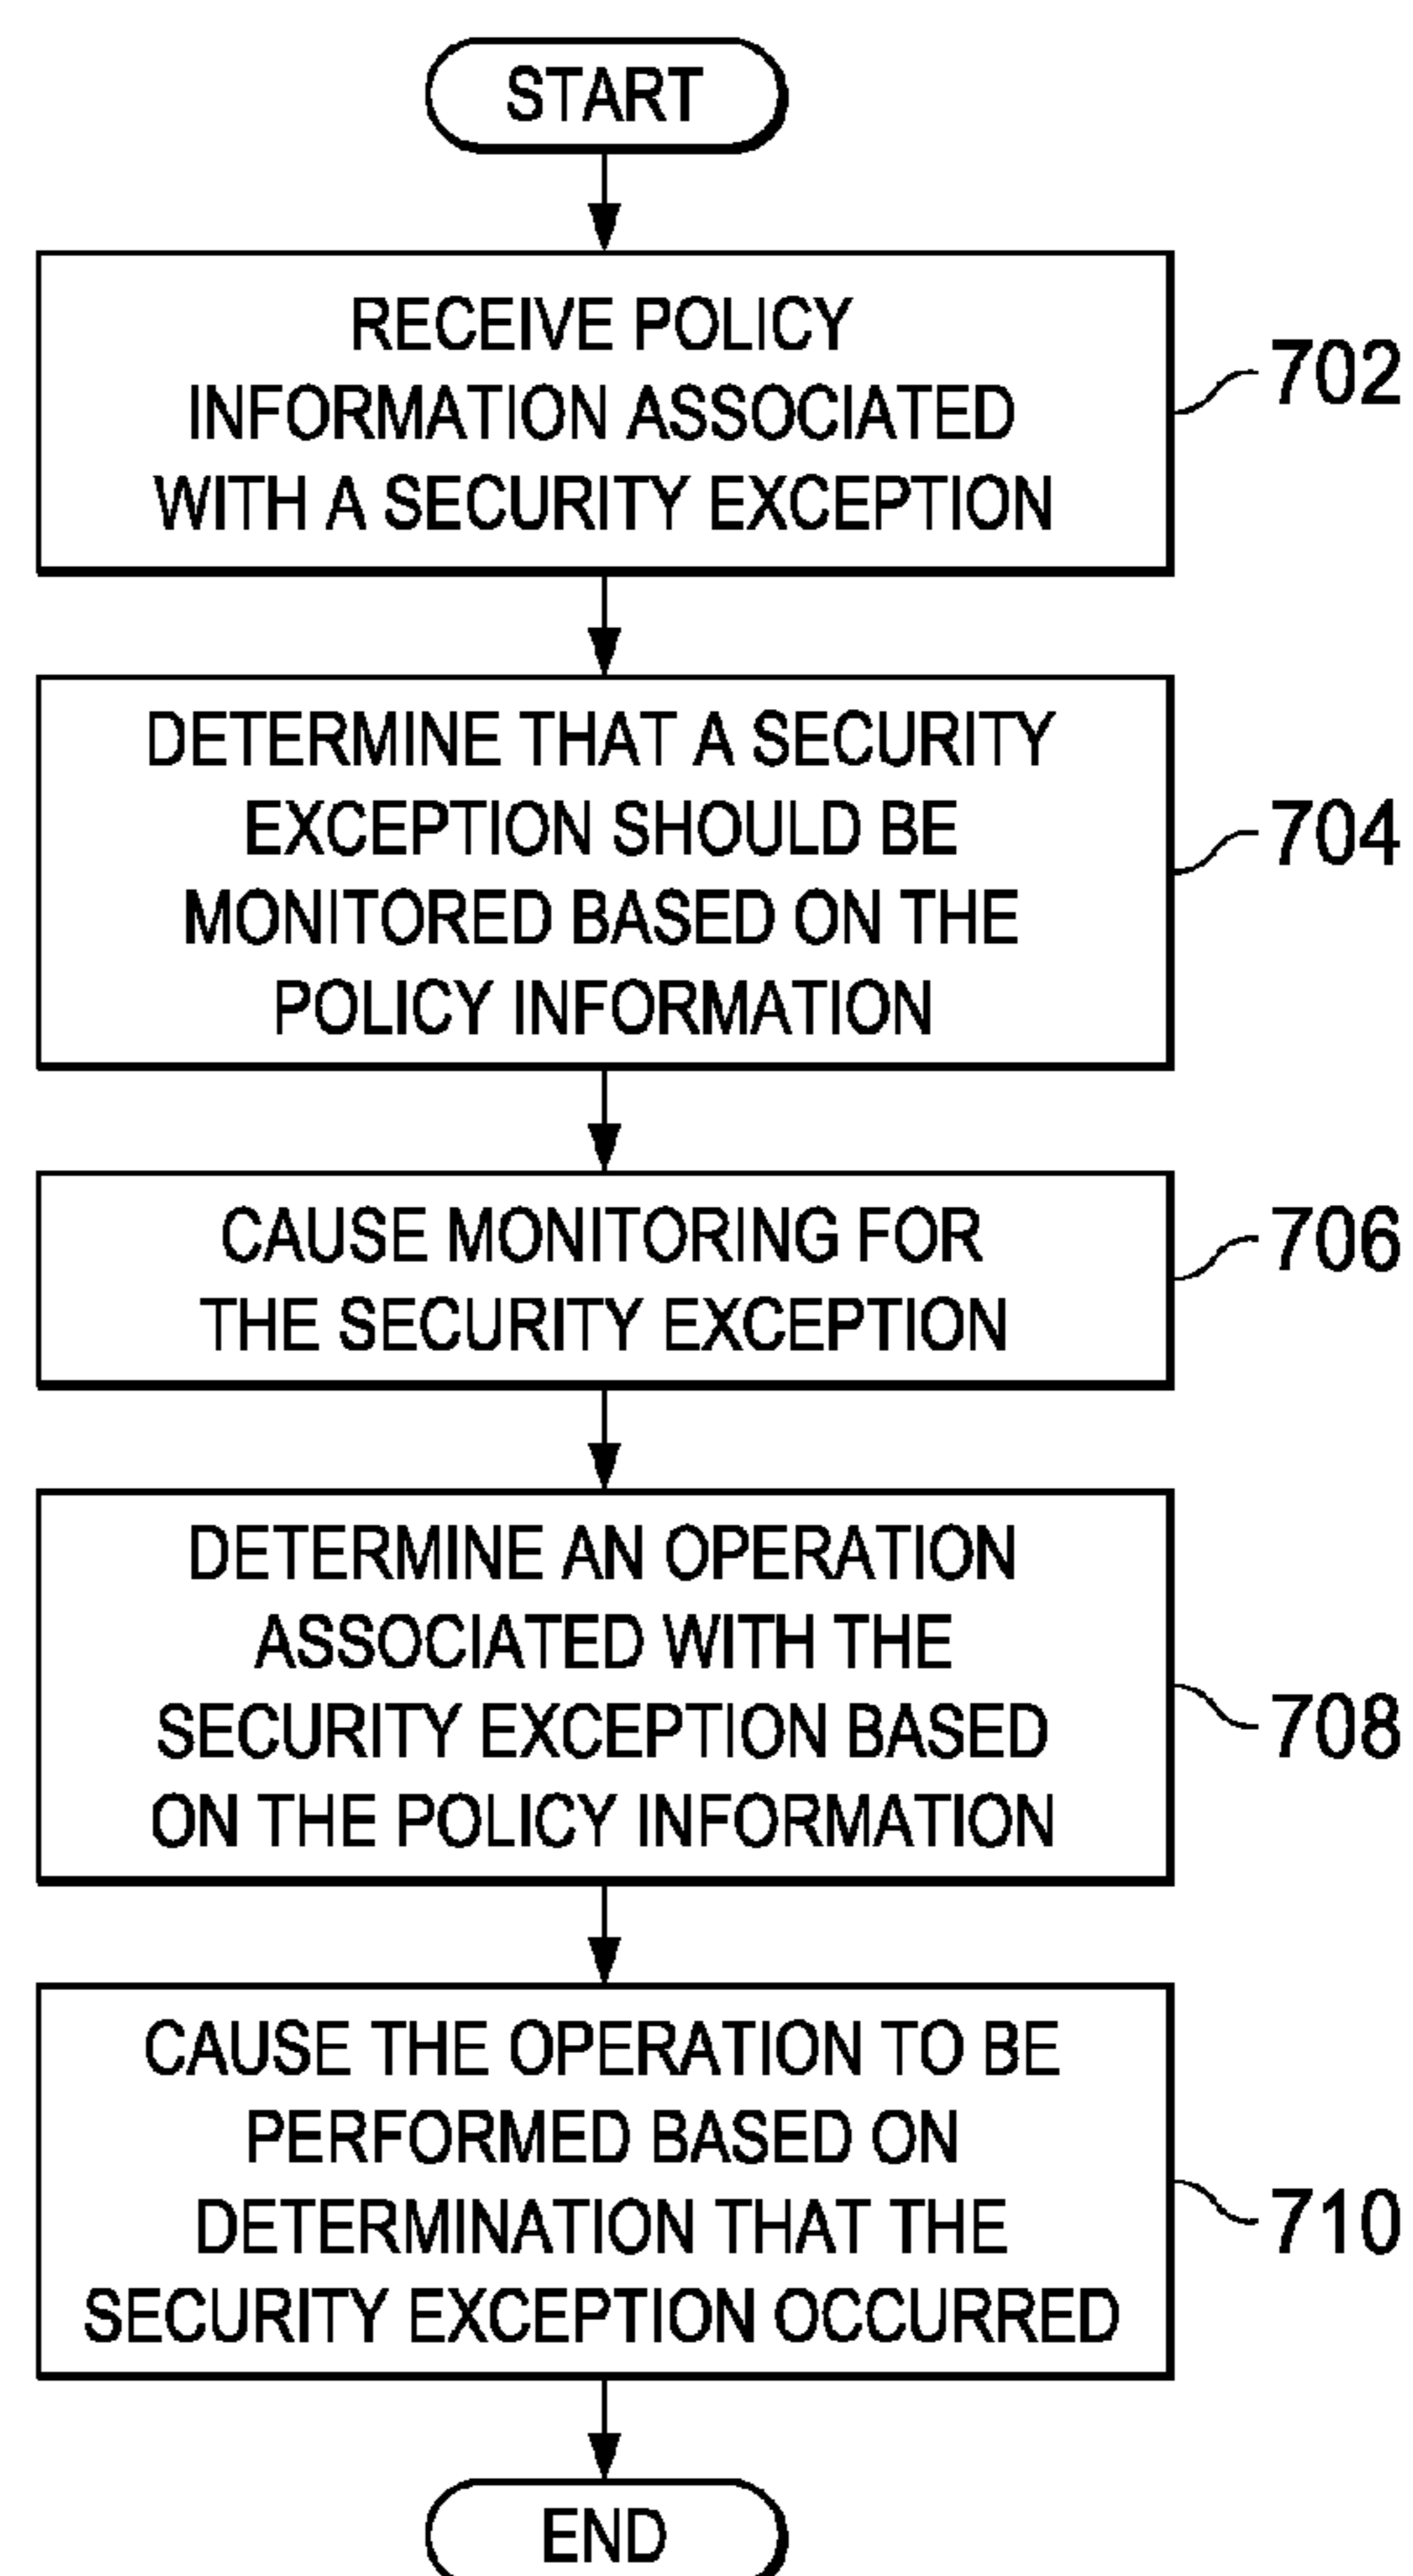 START
RECEIVE POLICY
INFORMATION ASSOCIATED
WITH A SECURITY EXCEPTION
702
DETERMINE THAT A SECURITY
EXCEPTION SHOULD BE
MONITORED BASED ON THE
POLICY INFORMATION
704
CAUSE MONITORING FOR
THE SECURITY EXCEPTION
706
DETERMINE AN OPERATION
ASSOCIATED WITH THE
SECURITY EXCEPTION BASED
ON THE POLICY INFORMATION
708
CAUSE THE OPERATION TO BE
PERFORMED BASED ON
DETERMINATION THAT THE
SECURITY EXCEPTION OCCURRED
710
END